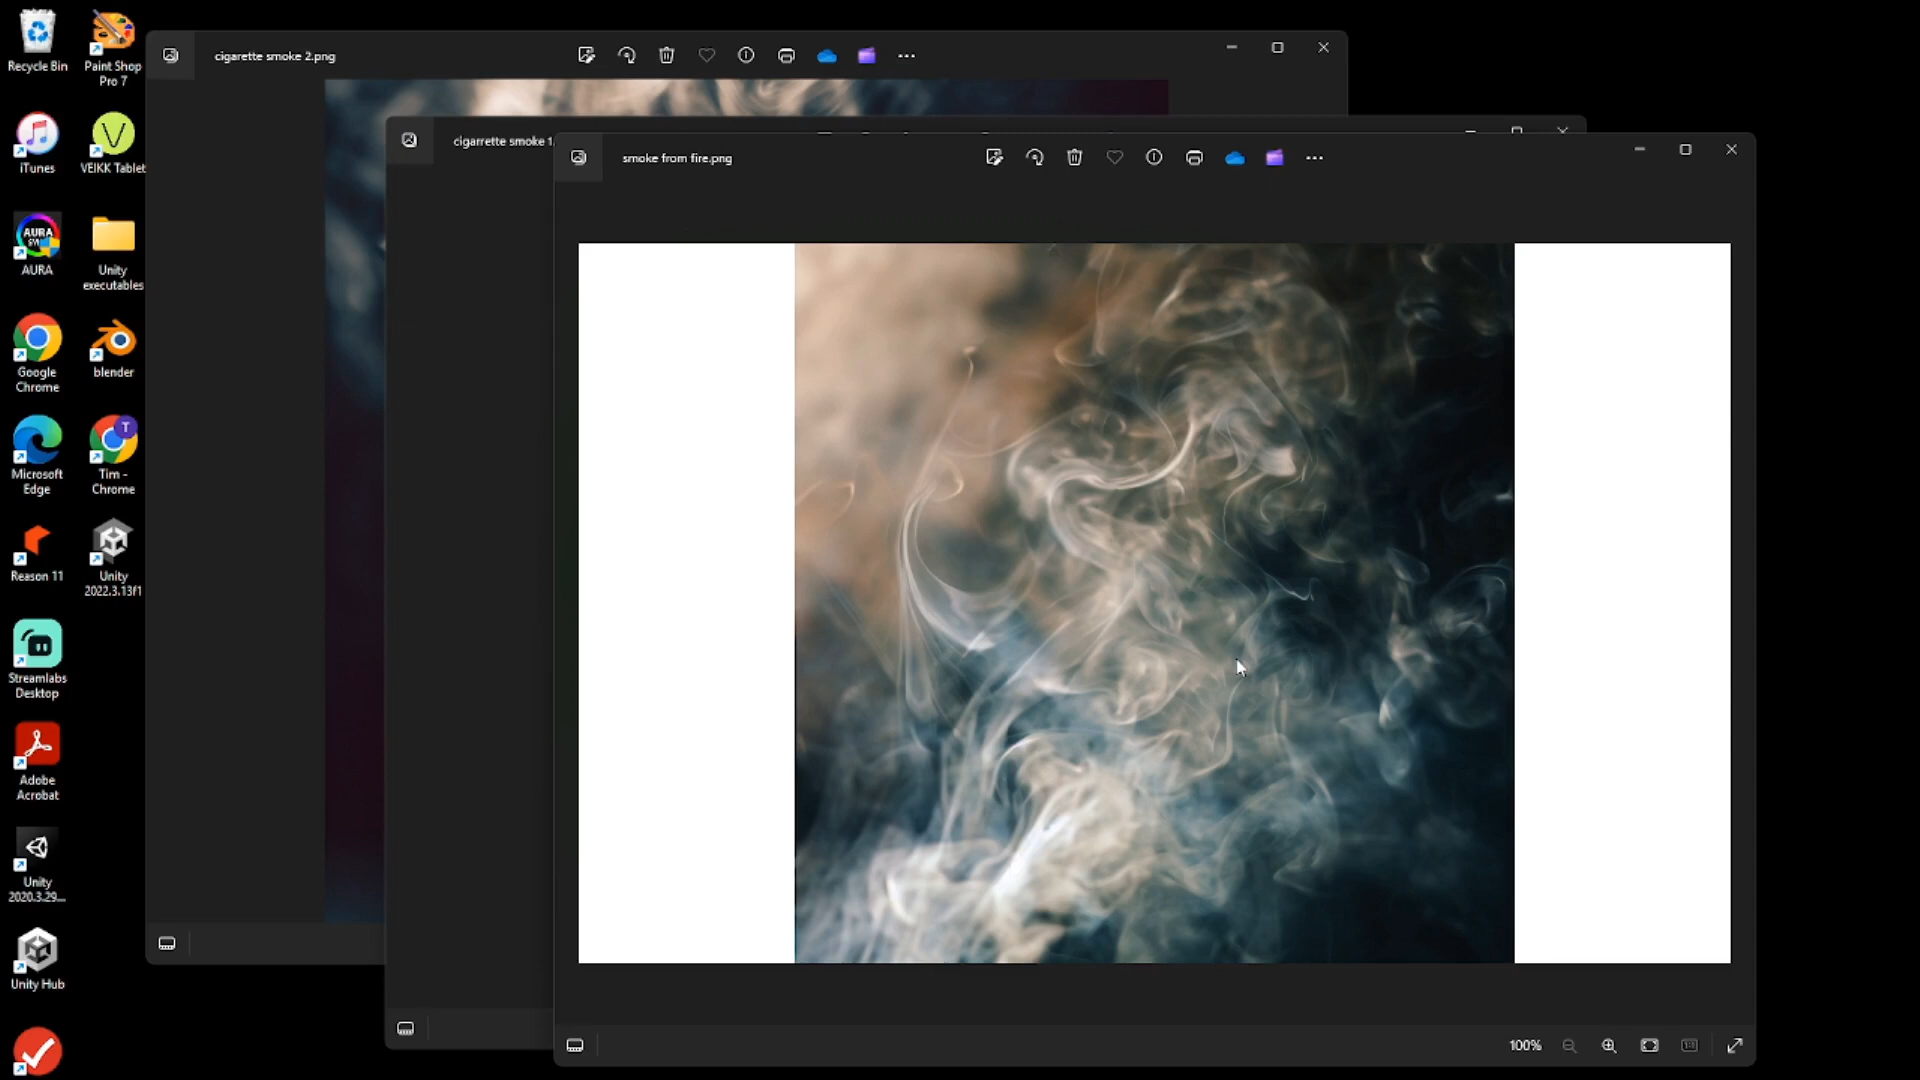 Recycle Bin
Paint Shop
Pro 7
iTunes
VEIKK Tablet
AURA
AURA
Unity
executables
Google
Chrome
blender
Microsoft
Edge
T
Tim -
Chrome
Reason 11
Unity
2022.3.13f1
Streamlabs
Desktop
Adobe
Acrobat
Unity
2020.3.29...
Unity Hub
cigarette smoke 2.png
cigarrette smoke 1.
smoke from fire.png
100%